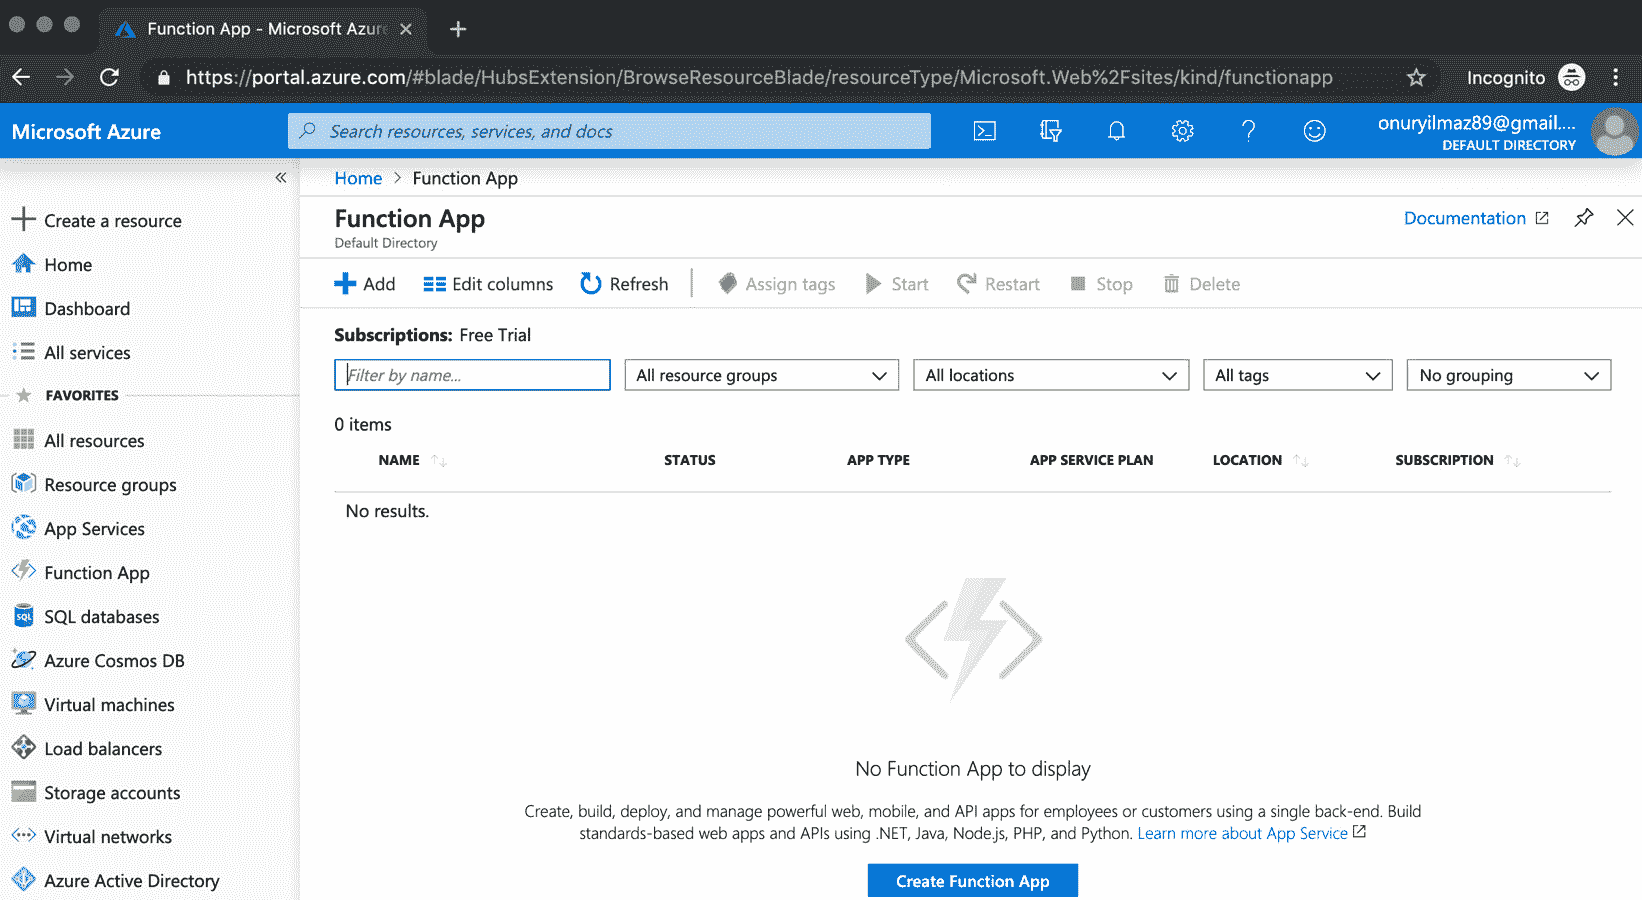 Function App - Microsoft Azure
https://portal.azure.com/#blade/HubsExtension/BrowseResourceBlade/resourceType/Microsoft.Web%2Fsites/kind/functionapp
Incognito
Microsoft Azure
Search resources, services, and docs
onuryilmaz89@gmail....
DEFAULT DIRECTORY
Create a resource
Home
Dashboard
All services
FAVORITES
All resources
Resource groups
App Services
Function App
SQL
SQL databases
Azure Cosmos DB
Virtual machines
Load balancers
Storage accounts
Virtual networks
Azure Active Directory
Home > Function App
Function App
Default Directory
Documentation
Add Edit columns Refresh Assign tags Start Restart Stop Delete
Subscriptions: Free Trial
Filter by name... All resource groups All locations All tags No grouping
0 items
NAME STATUS APP TYPE APP SERVICE PLAN LOCATION SUBSCRIPTION
No results.
No Function App to display
Create, build, deploy, and manage powerful web, mobile, and API apps for employees or customers using a single back-end. Build
standards-based web apps and APIs using .NET, Java, Node.js, PHP, and Python. Learn more about App Service
Create Function App